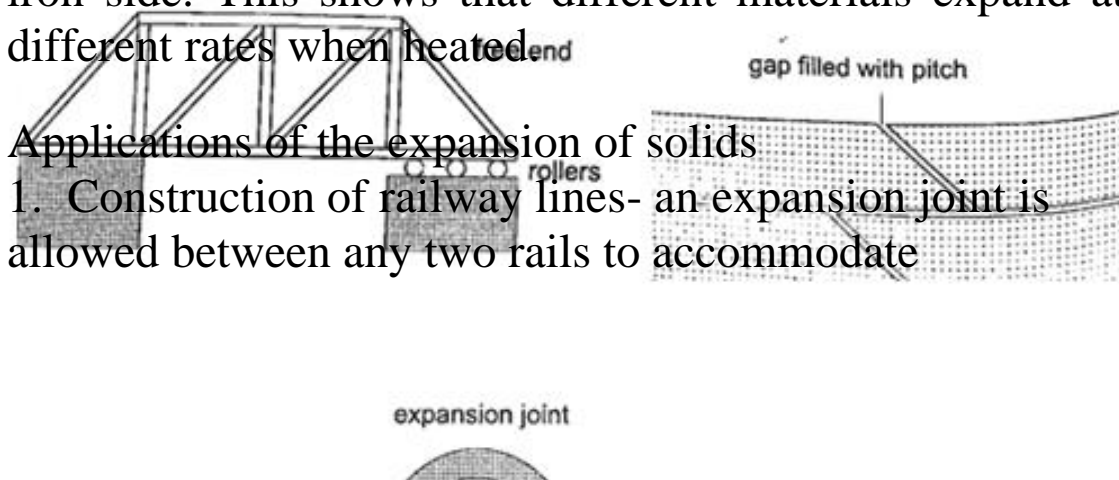 iron side. This shows that different materials expand at
different rates when heated.
free end
gap filled with pitch
Applications of the expansion of solids
rollers
1. Construction of railway lines- an expansion joint is
allowed between any two rails to accommodate
expansion joint